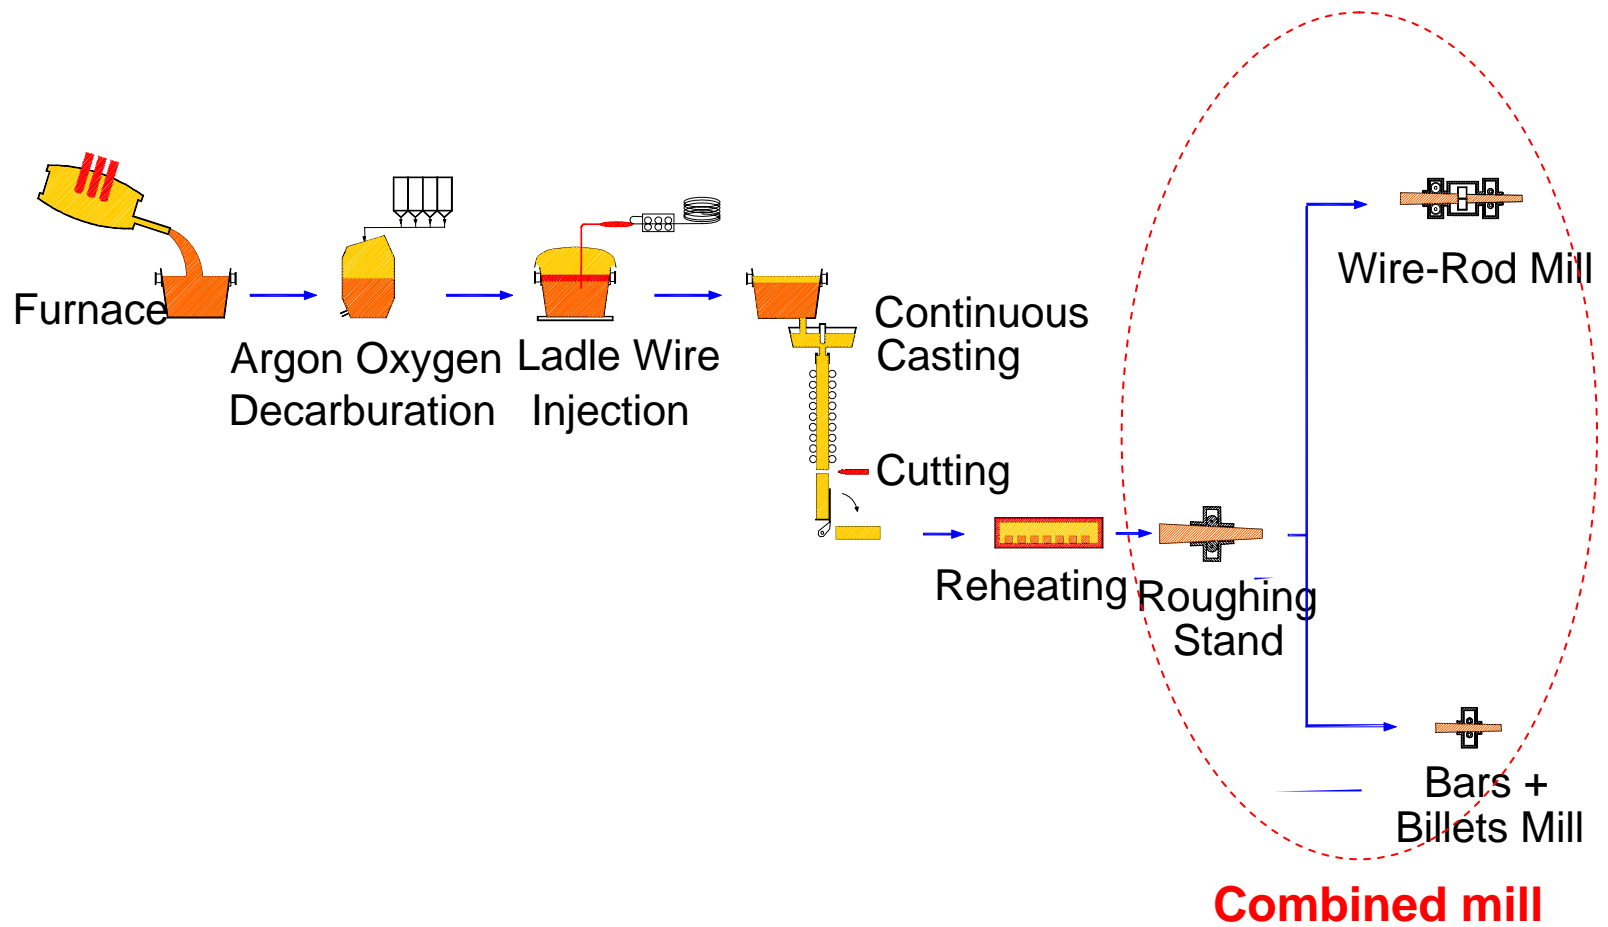 Furnace
Argon Oxygen
Decarburation
Ladle Wire
Injection
Continuous
Casting
Cutting
Reheating
Roughing
Stand
Wire-Rod Mill
Bars +
Billets Mill
Combined mill